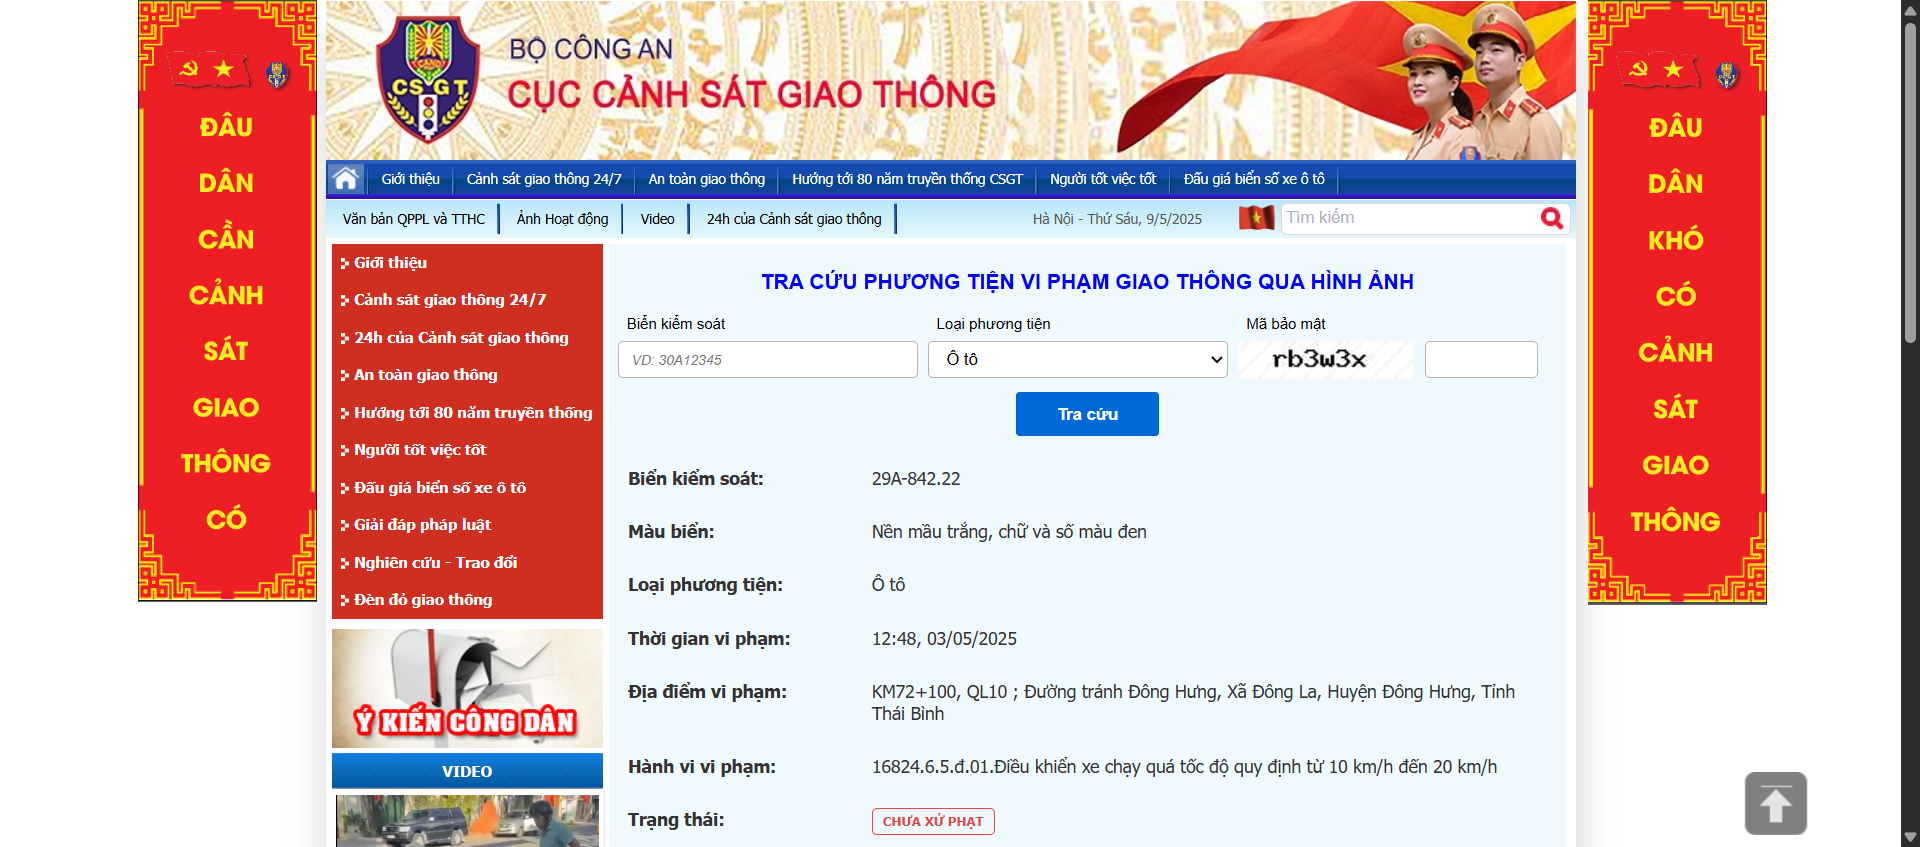 ĐÂU
DÂN
CẦN
CẢNH
SÁT
GIAO
THÔNG
CÓ
CSGT
BỘ CÔNG AN
CỤC CẢNH SÁT GIAO THÔNG
Giới thiệu
Cảnh sát giao thông 24/7
An toàn giao thông
Hướng tới 80 năm truyền thống CSGT
Người tốt việc tốt
Đấu giá biển số xe ô tô
Văn bản QPPL và TTHC
Ảnh Hoạt động
Video
24h của Cảnh sát giao thông
Hà Nội - Thứ Sáu, 9/5/2025
Tìm kiếm
Giới thiệu
Cảnh sát giao thông 24/7
24h của Cảnh sát giao thông
An toàn giao thông
Hướng tới 80 năm truyền thống
Người tốt việc tốt
Đấu giá biển số xe ô tô
Giải đáp pháp luật
Nghiên cứu - Trao đổi
Đèn đỏ giao thông
Ý KIẾN CÔNG DÂN
VIDEO
TRA CỨU PHƯƠNG TIỆN VI PHẠM GIAO THÔNG QUA HÌNH ẢNH
Biển kiểm soát
Loại phương tiện
Mã bảo mật
VD: 30A12345
Ô tô
rb3w3x
Tra cứu
Biển kiểm soát: 29A-842.22
Màu biển: Nền mầu trắng, chữ và số màu đen
Loại phương tiện: Ô tô
Thời gian vi phạm: 12:48, 03/05/2025
Địa điểm vi phạm: KM72+100, QL10 ; Đường tránh Đông Hưng, Xã Đông La, Huyện Đông Hưng, Tỉnh
Thái Bình
Hành vi vi phạm: 16824.6.5.đ.01.Điều khiển xe chạy quá tốc độ quy định từ 10 km/h đến 20 km/h
Trạng thái: CHƯA XỬ PHẠT
ĐÂU
DÂN
KHÓ
CÓ
CẢNH
SÁT
GIAO
THÔNG